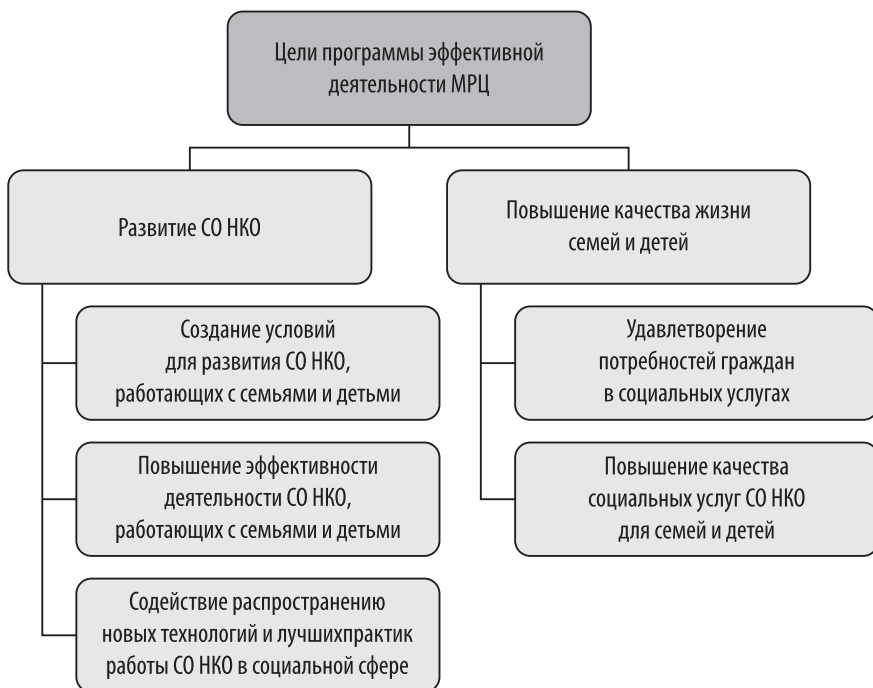 Цели программы эффективной
деятельности МРЦ
Развитие СО НКО
Повышение качества жизни
семей и детей
Создание условий
для развития СО НКО,
работающих с семьями и детьми
Удавлетворение
потребностей граждан
в социальных услугах
Повышение эффективности
деятельности СО НКО,
работающих с семьями и детьми
Повышение качества
социальных услуг СО НКО
для семей и детей
Содействие распространению
новых технологий и лучшихпрактик
работы СО НКО в социальной сфере